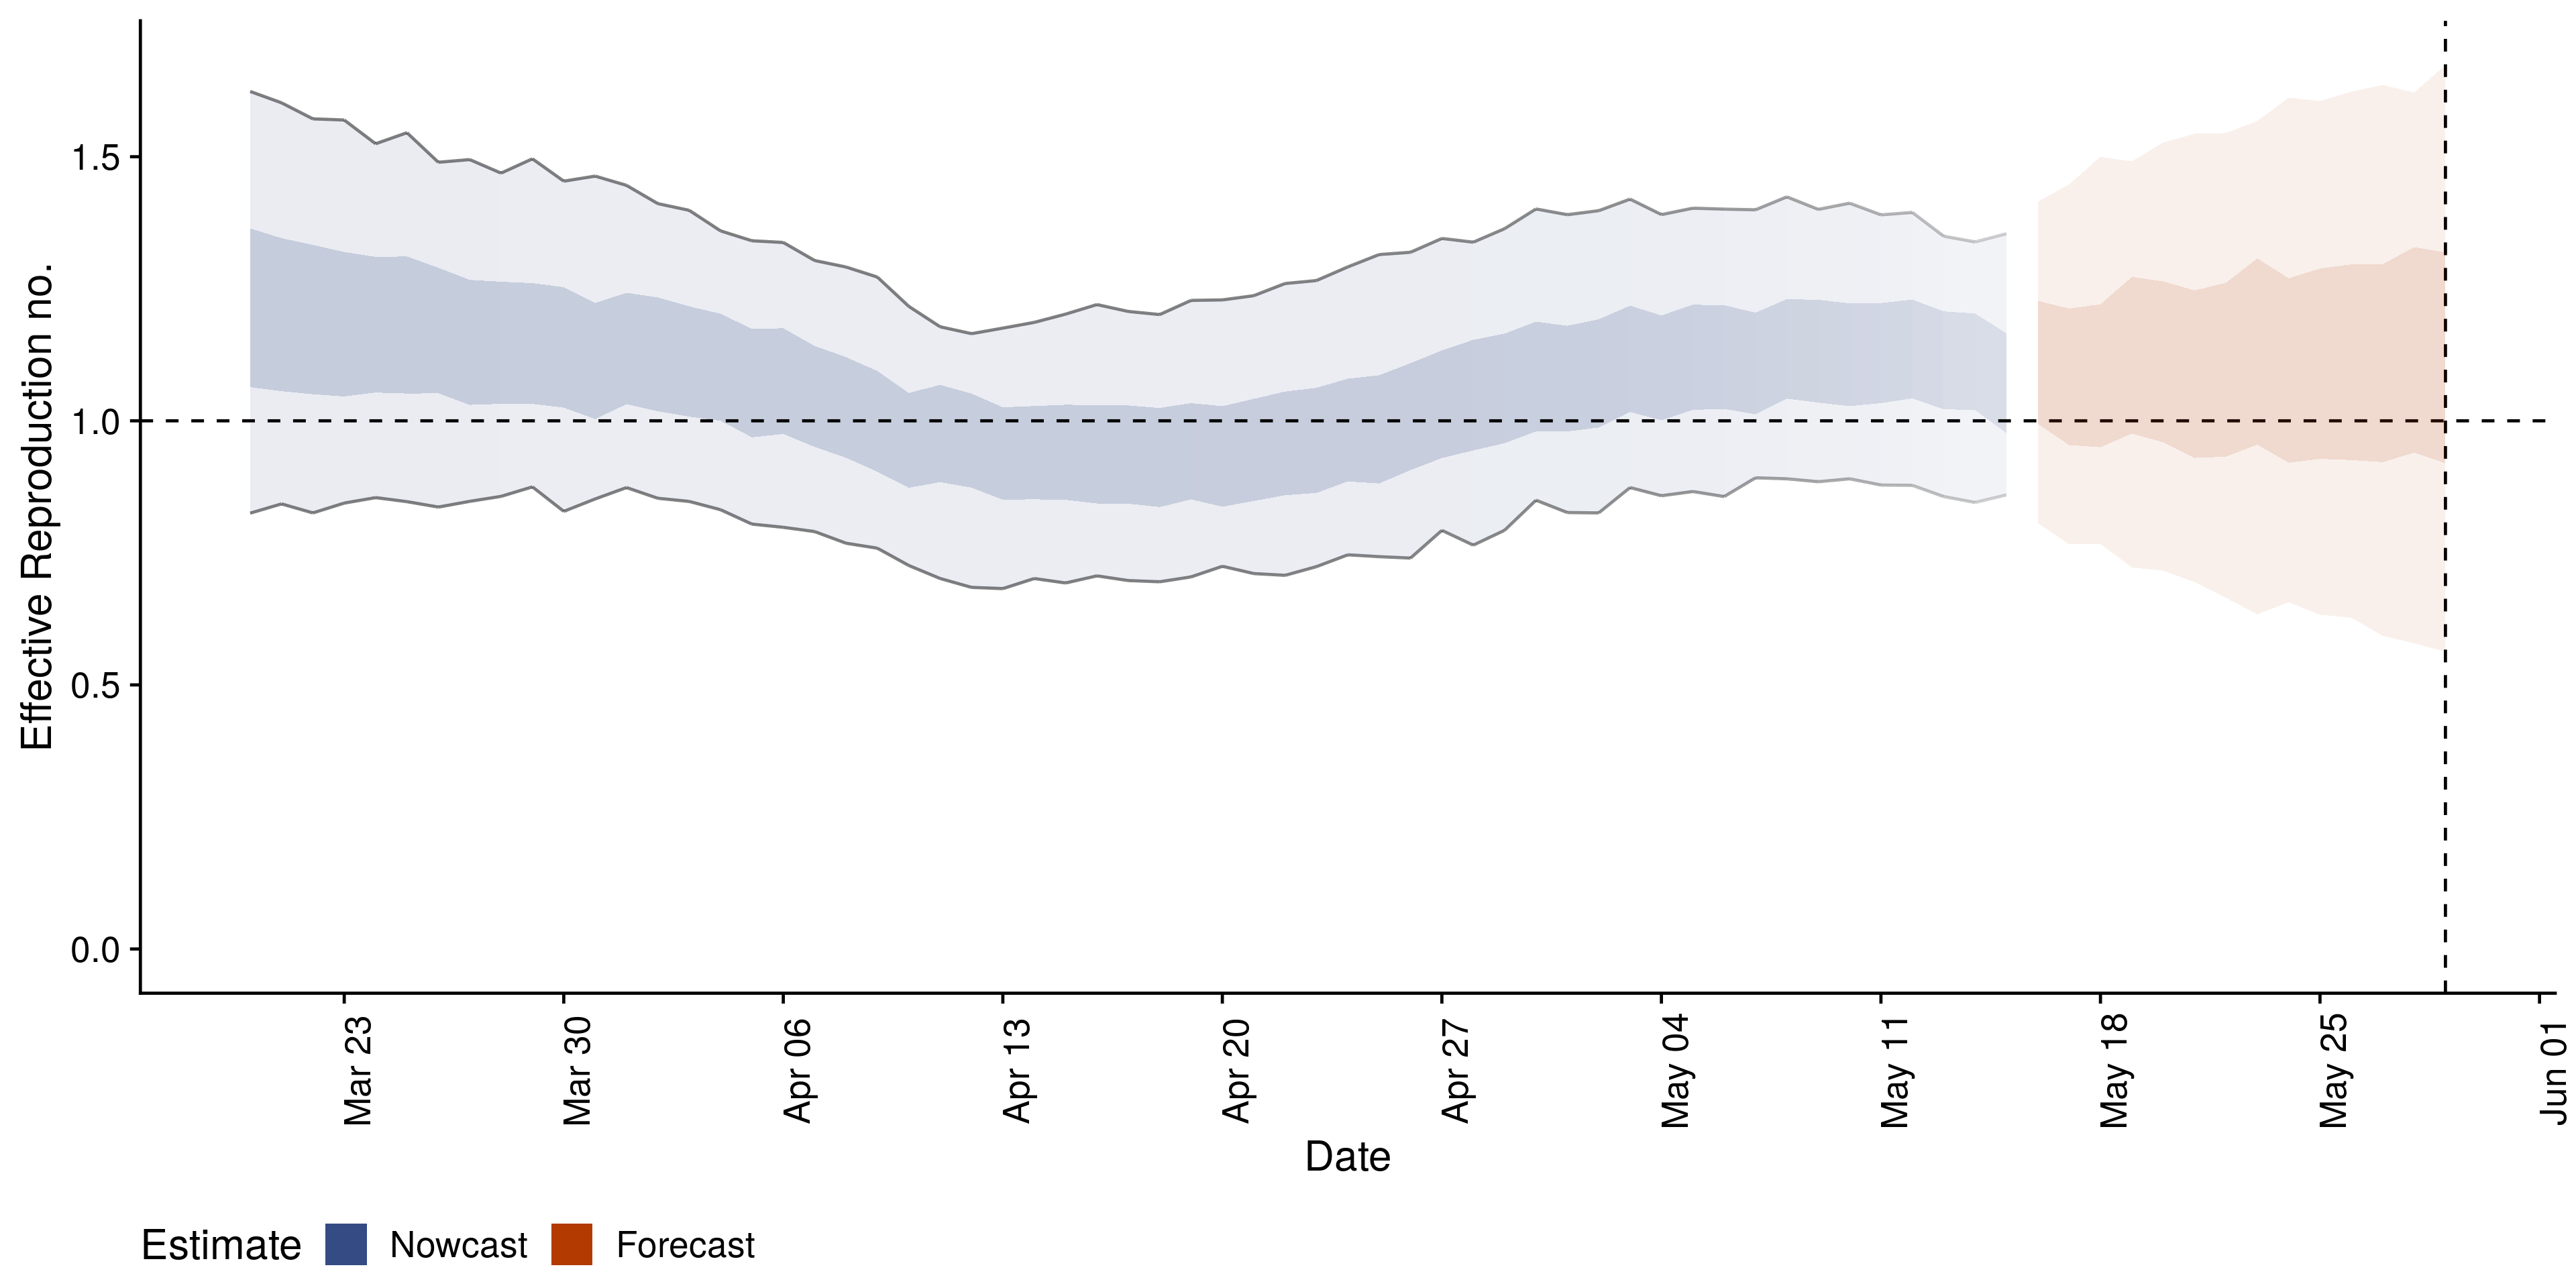 Effective Reproduction no.
1.5
1.0
0.5
0.0
Mar 23
Mar 30
Apr 06
Apr 13
Apr 20
Apr 27
May 04
May 11
May 18
May 25
Jun 01
Date
Estimate Nowcast Forecast